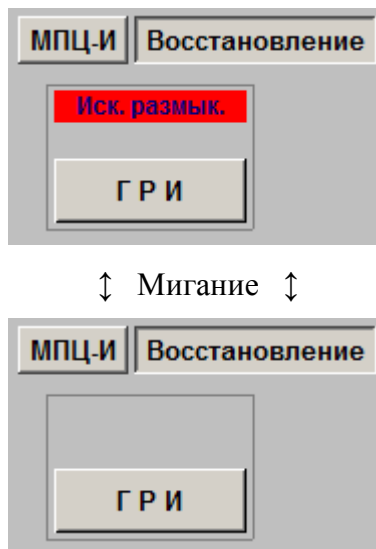 МПЦ-И Восстановление
Иск. размык.
Г Р И
↕ Мигание ↕
МПЦ-И Восстановление
Г Р И